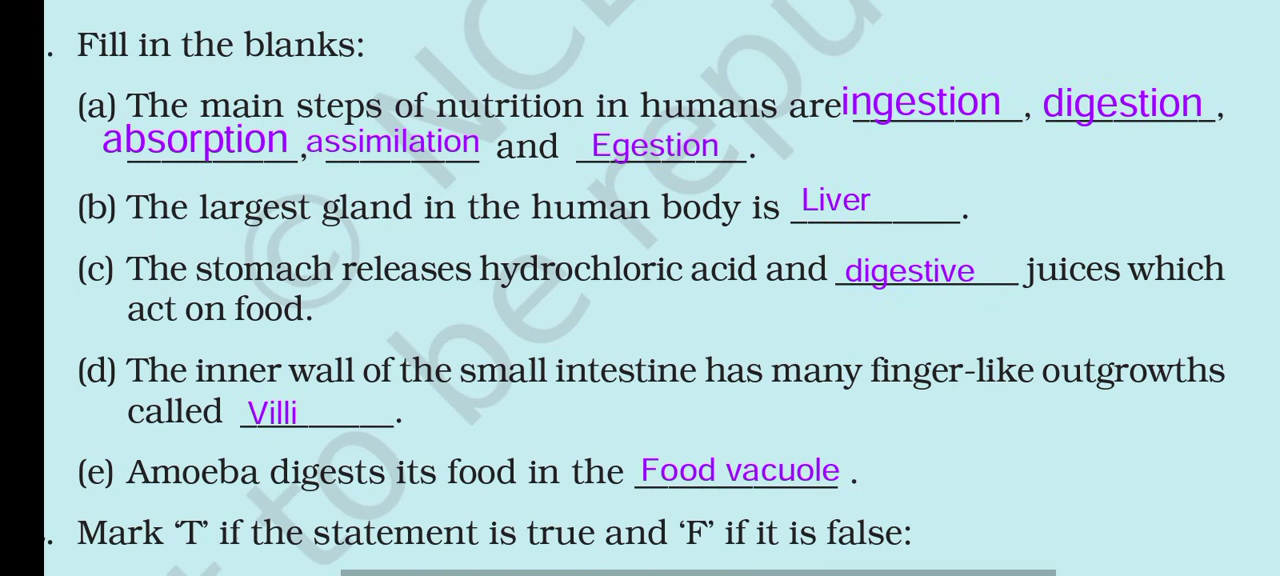 . Fill in the blanks:
(a) The main steps of nutrition in humans are ingestion, digestion,
absorption, assimilation and Egestion.
(b) The largest gland in the human body is Liver.
(c) The stomach releases hydrochloric acid and digestive juices which
act on food.
(d) The inner wall of the small intestine has many finger-like outgrowths
called Villi.
(e) Amoeba digests its food in the Food vacuole.
. Mark ‘T’ if the statement is true and ‘F’ if it is false: